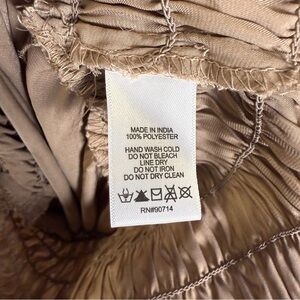 MADE IN INDIA
100% POLYESTER
HAND WASH COLD
DO NOT BLEACH
LINE DRY
DO NOT IRON
DO NOT DRY CLEAN
RN#90714